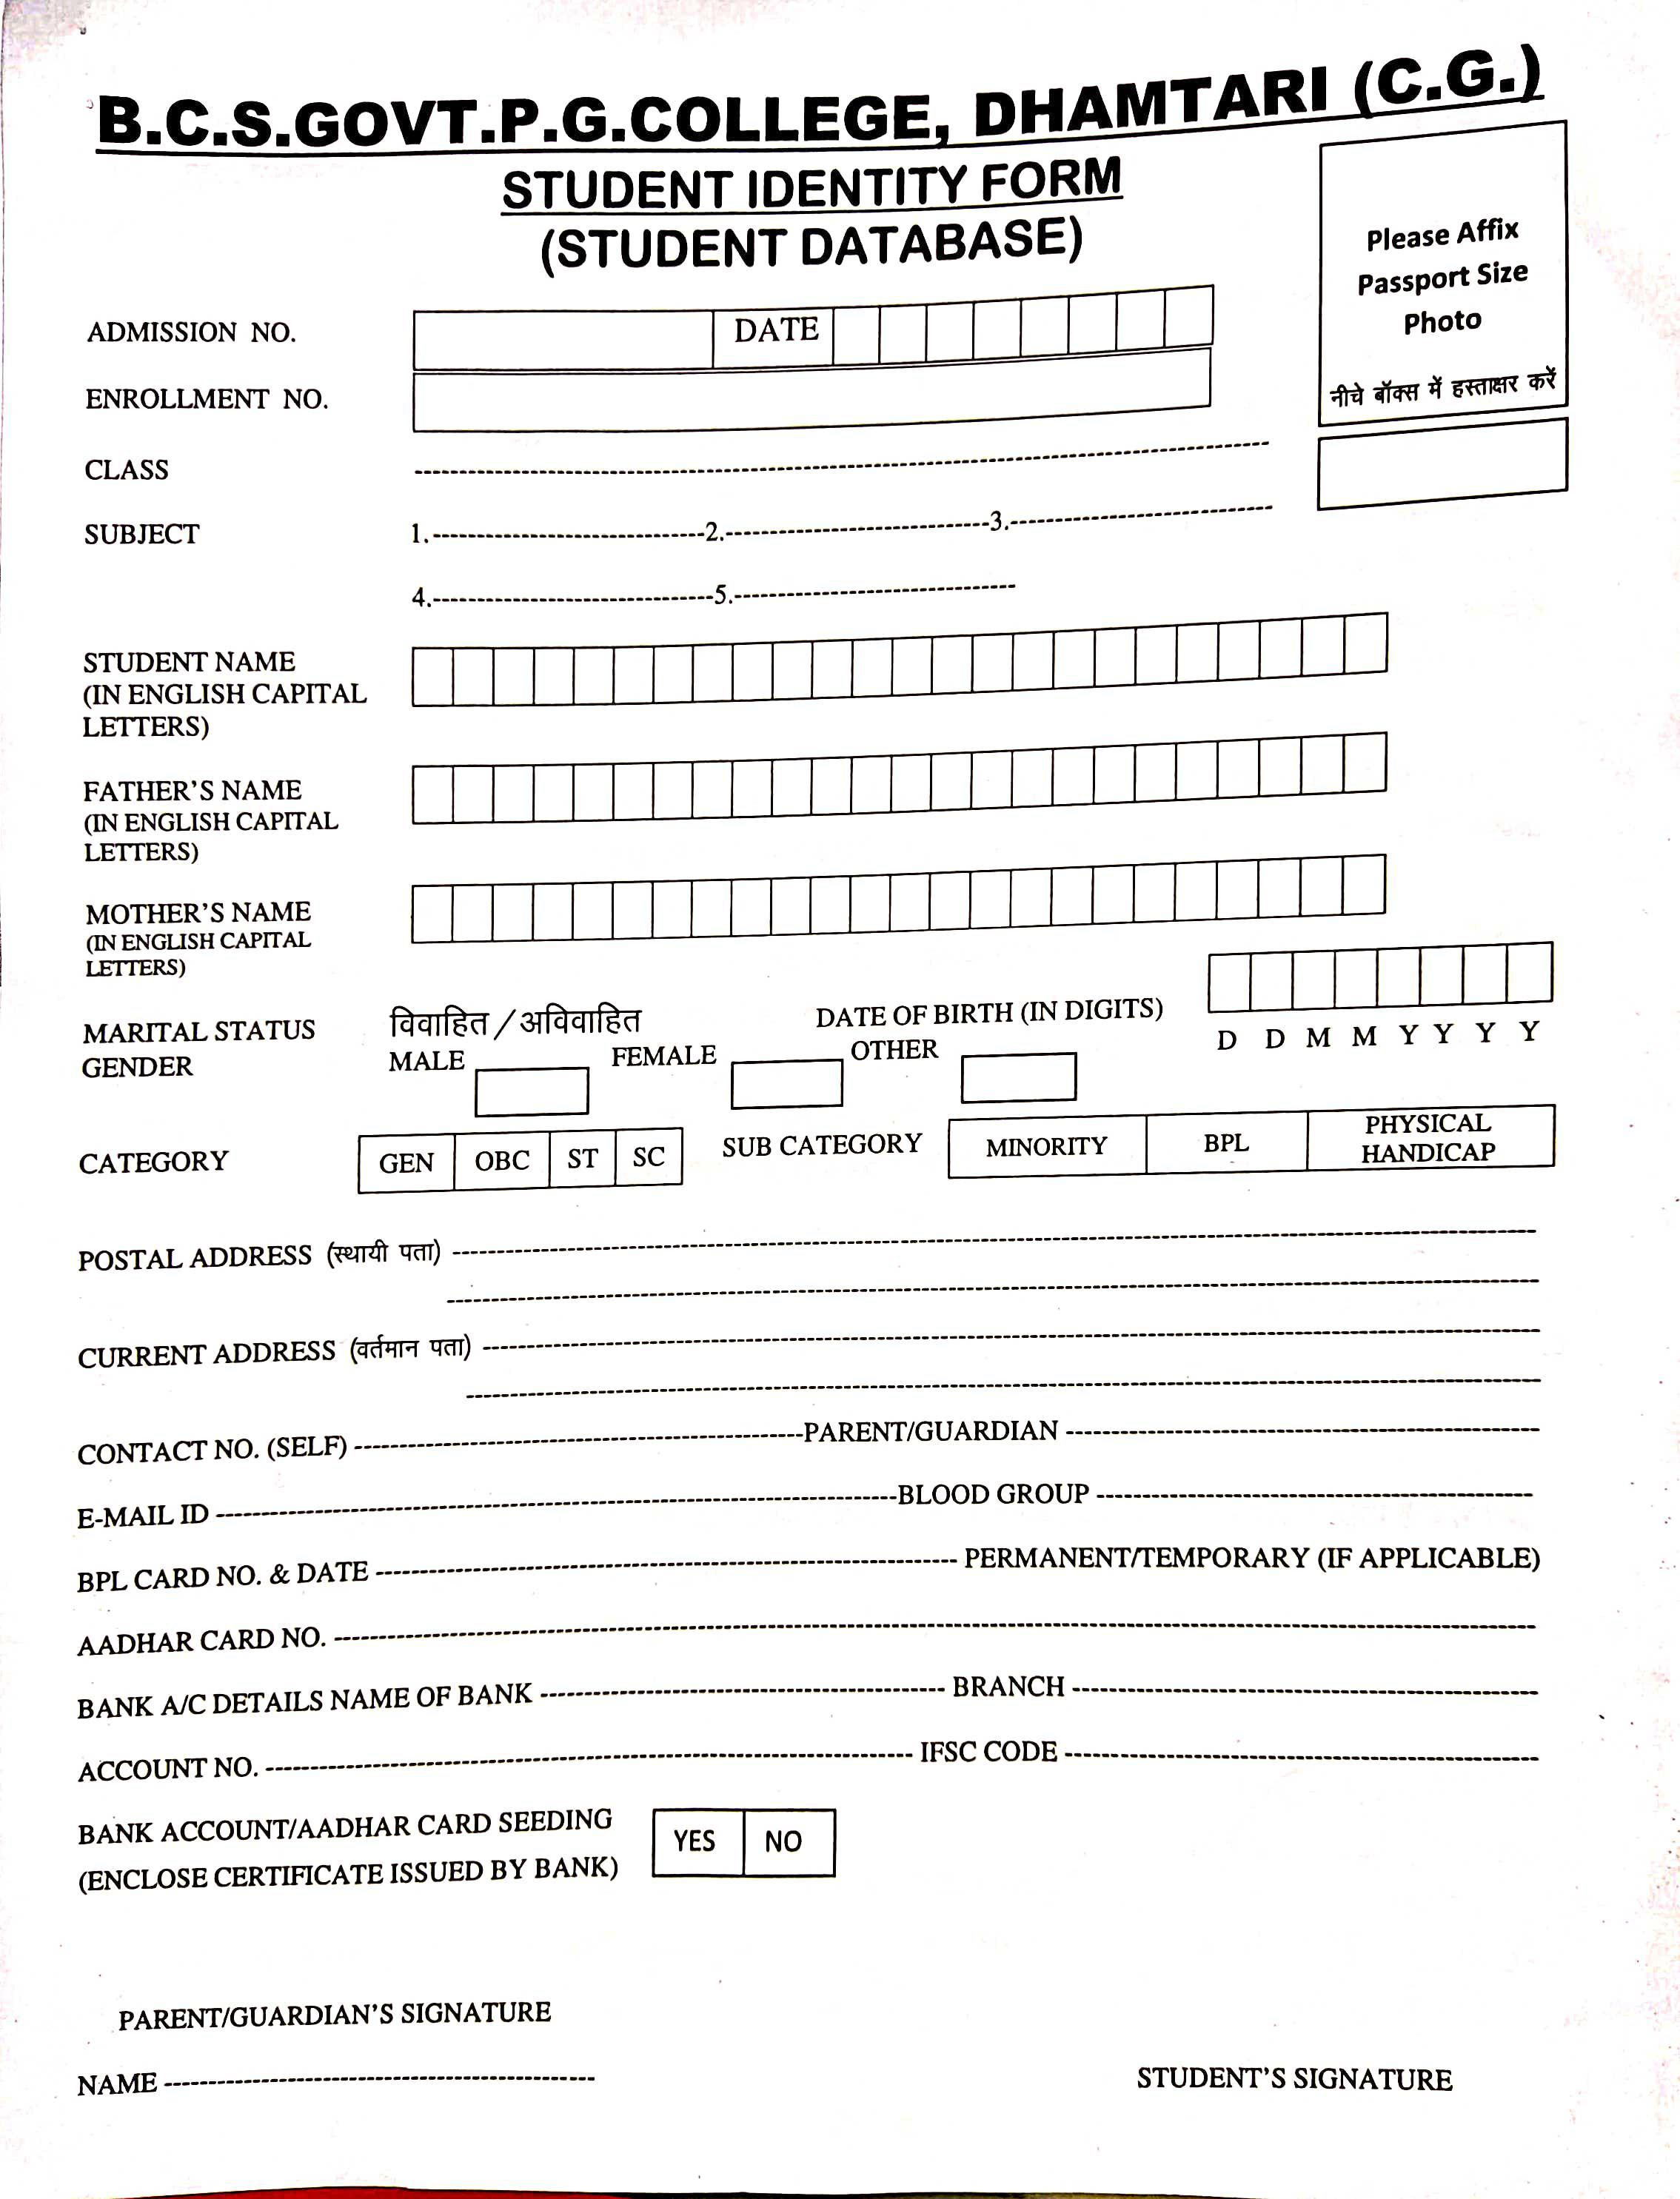 B.C.S.GOVT.P.G.COLLEGE, DHAMTARI (C.G.)
STUDENT IDENTITY FORM
(STUDENT DATABASE)
Please Affix
Passport Size
Photo
नीचे बॉक्स में हस्ताक्षर करें
ADMISSION NO. DATE
ENROLLMENT NO.
CLASS
SUBJECT 1. 2. 3.
4. 5.
STUDENT NAME
(IN ENGLISH CAPITAL
LETTERS)
FATHER'S NAME
(IN ENGLISH CAPITAL
LETTERS)
MOTHER'S NAME
(IN ENGLISH CAPITAL
LETTERS)
MARITAL STATUS विवाहित/अविवाहित DATE OF BIRTH (IN DIGITS) D D M M Y Y Y Y
GENDER MALE FEMALE OTHER
CATEGORY GEN OBC ST SC SUB CATEGORY MINORITY BPL PHYSICAL HANDICAP
POSTAL ADDRESS (स्थायी पता)
CURRENT ADDRESS (वर्तमान पता)
CONTACT NO. (SELF) PARENT/GUARDIAN
E-MAIL ID BLOOD GROUP
BPL CARD NO. & DATE PERMANENT/TEMPORARY (IF APPLICABLE)
AADHAR CARD NO.
BANK A/C DETAILS NAME OF BANK BRANCH
ACCOUNT NO. IFSC CODE
BANK ACCOUNT/AADHAR CARD SEEDING YES NO
(ENCLOSE CERTIFICATE ISSUED BY BANK)
PARENT/GUARDIAN'S SIGNATURE
NAME STUDENT'S SIGNATURE